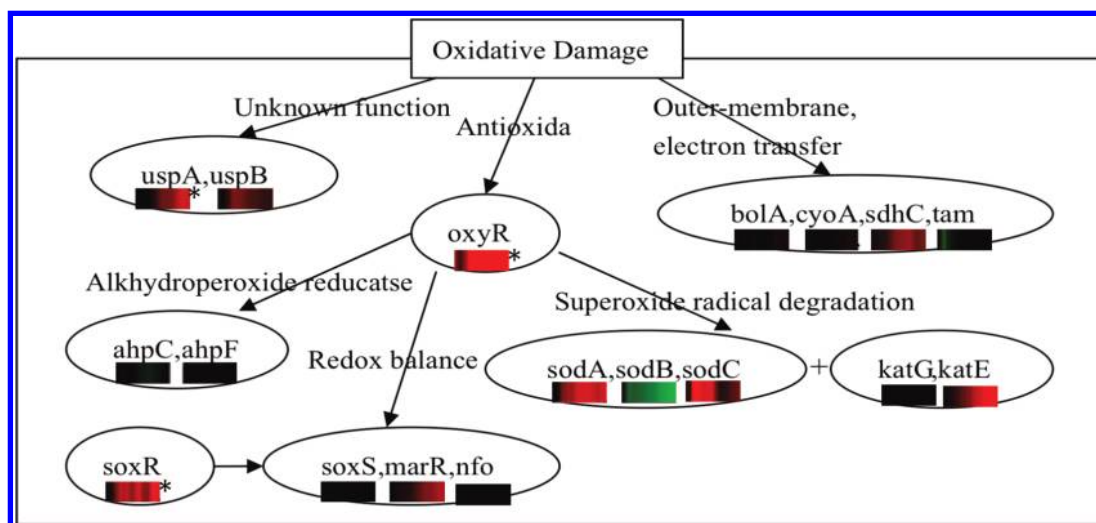 Oxidative Damage
Unknown function
Antioxida
Outer-membrane,
electron transfer
uspA,uspB
*
bolA,cyoA,sdhC,tam
oxyR
*
Alkhydroperoxide reducatse
Superoxide radical degradation
ahpC,ahpF
Redox balance
sodA,sodB,sodC
+
katG,katE
soxR
*
soxS,marR,nfo